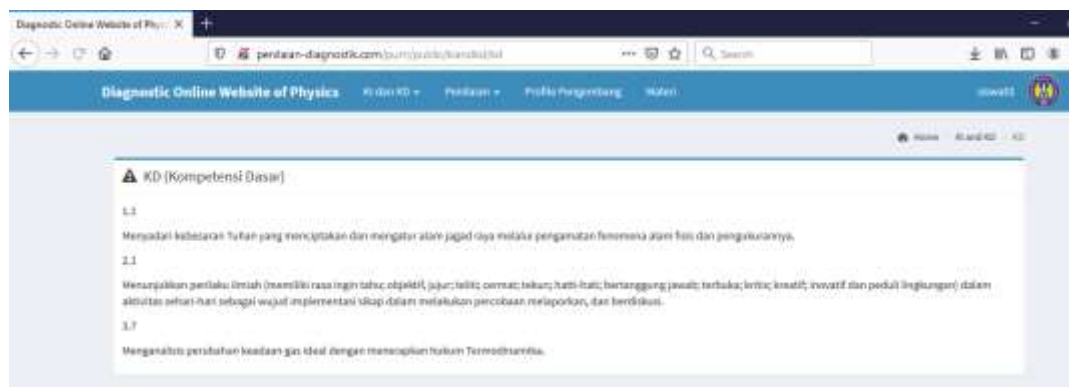 Diagnostic Online Website of Phy
penilaian-diagnostik.com
Search
Diagnostic Online Website of Physics KI dan KD Penilaian Profile Pengembang Materi
Home KI and KD KD
KD (Kompetensi Dasar)
1.1
Menyadari kebesaran Tuhan yang menciptakan dan mengatur alam jagad raya melalui pengamatan fenomena alam fisis dan pengukurannya.
2.1
Menunjukkan perilaku ilmiah (memiliki rasa ingin tahu; objektif, jujur; teliti; cermat; tekun; hatti-hati; bertanggung jawab; terbuka; kritis; kreatif; inovatif dan peduli lingkungan) dalam
aktivitas sehari-hari sebagai wujud implementasi sikap dalam melakukan percobaan melaporkan, dan berdiskusi.
3.7
Menganalisis perubahan keadaan gas ideal dengan menerapkan hukum Termodinamika.